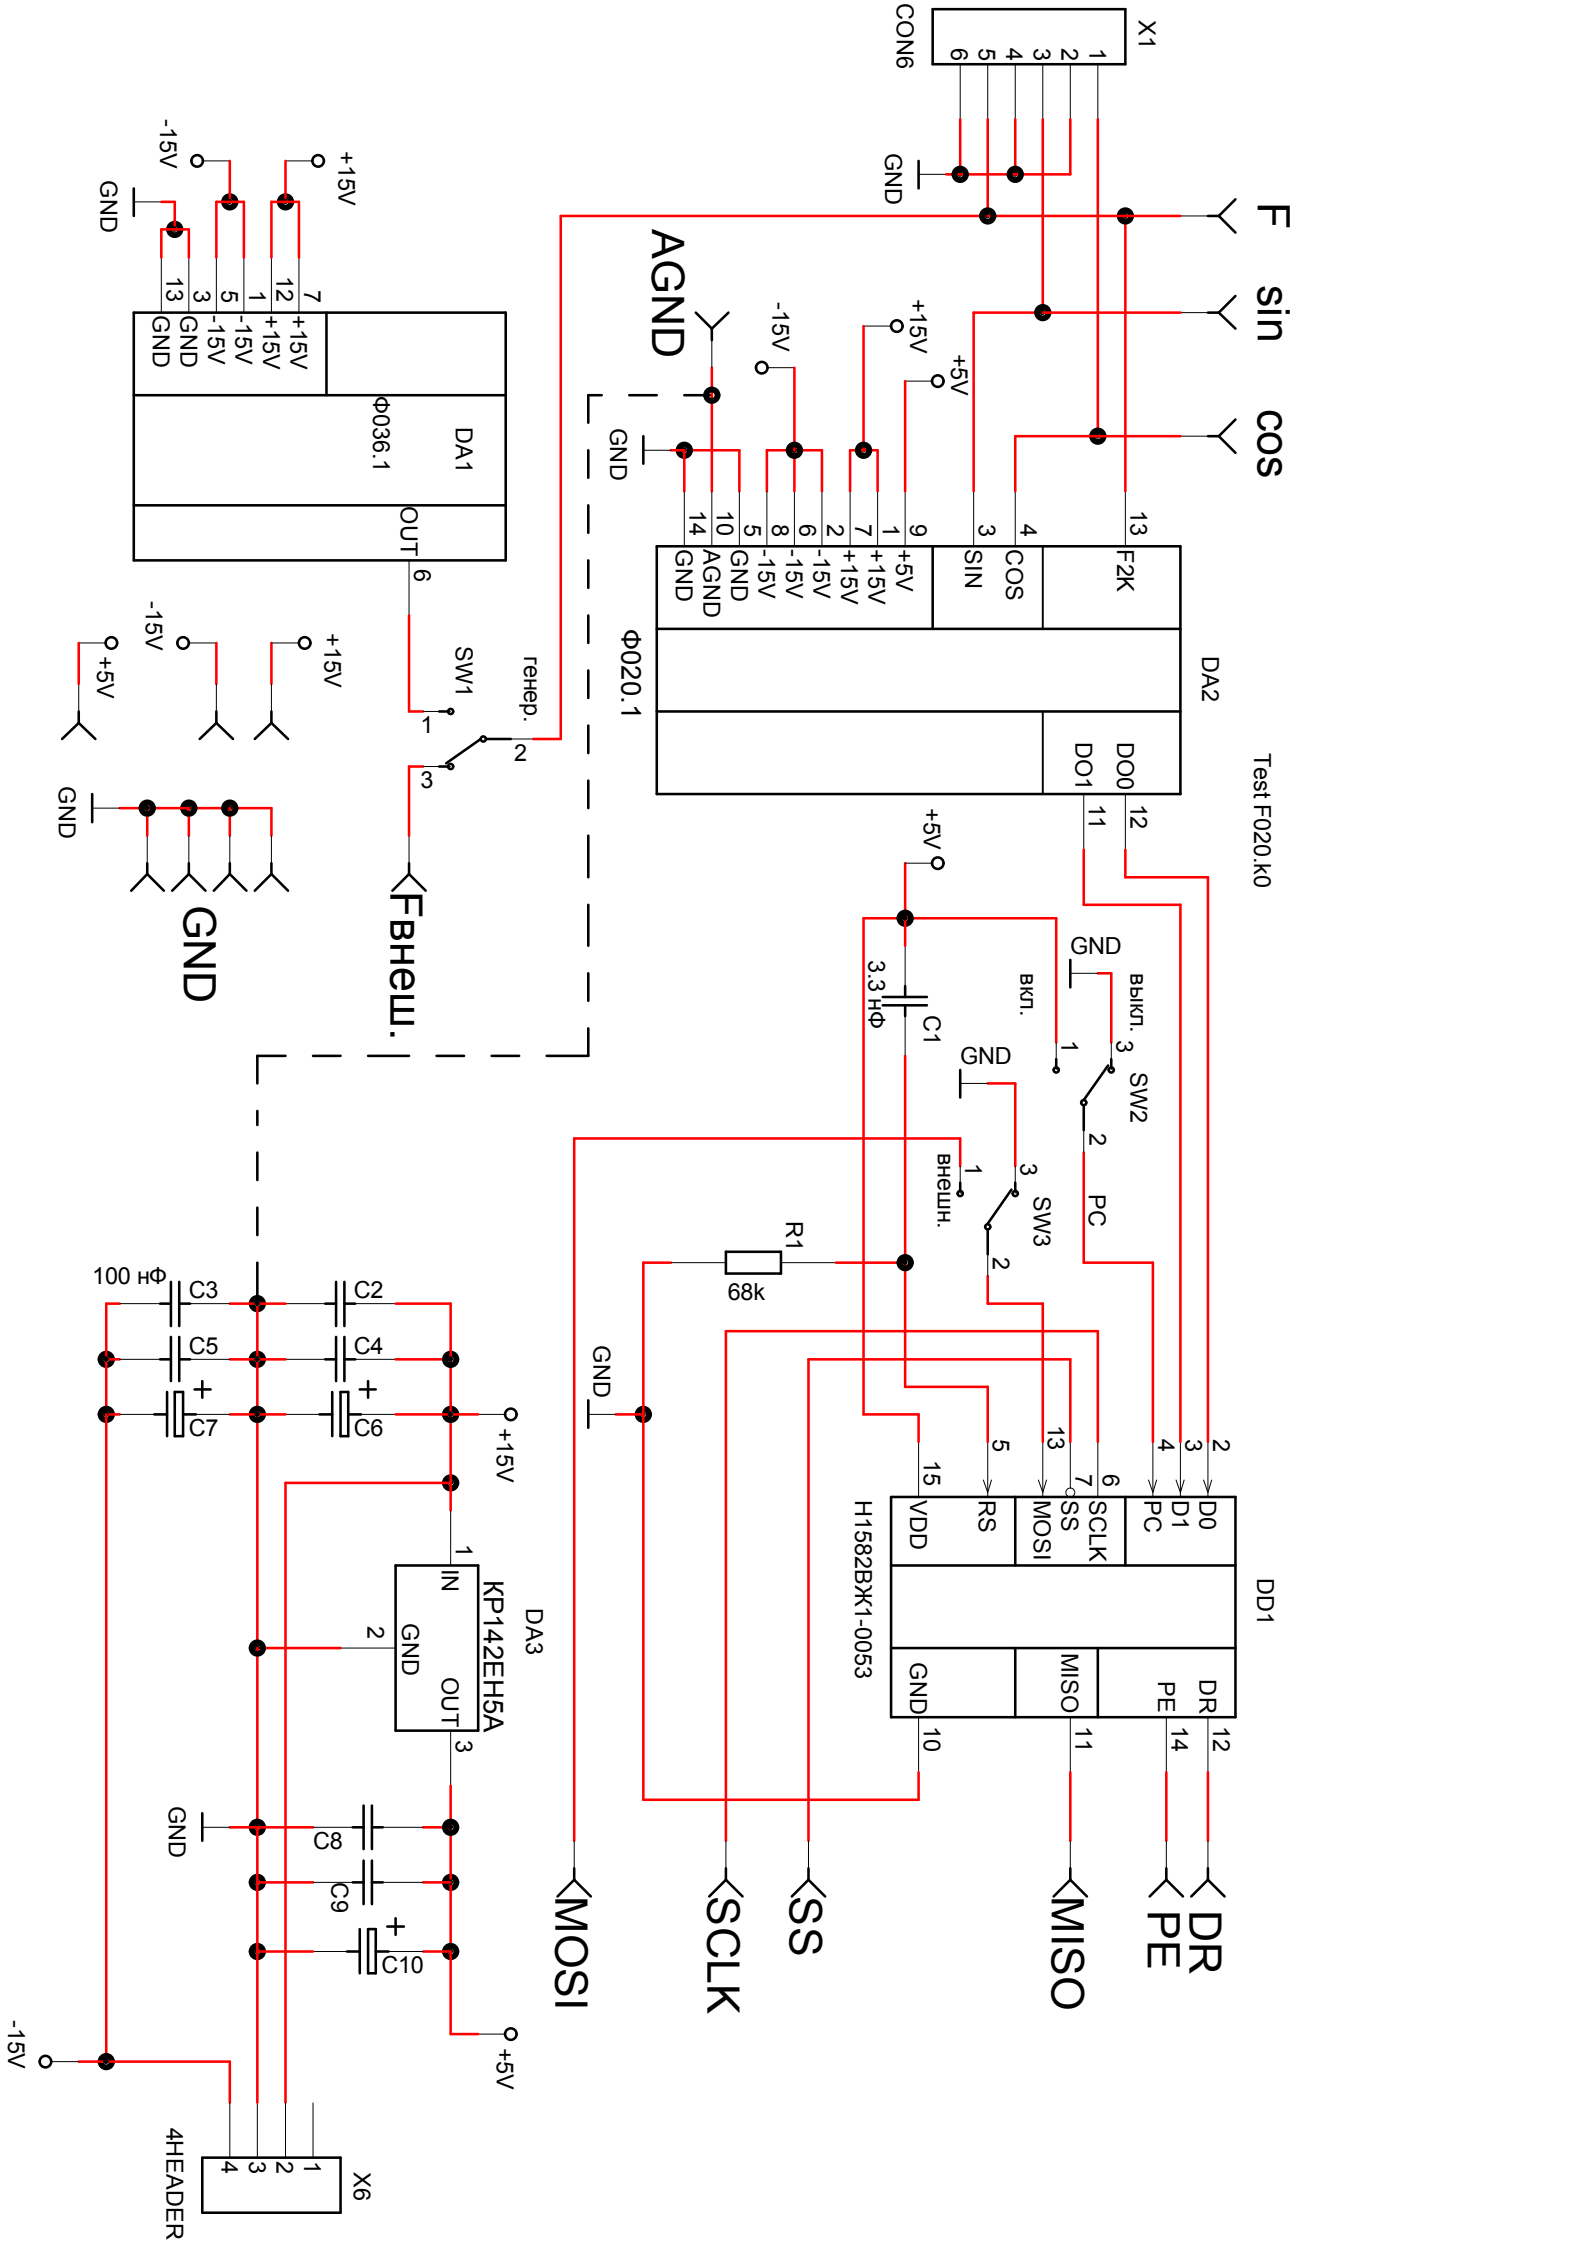 X1
CON6
1
2
3
4
5
6
GND
F
sin
cos
AGND
-15V
+15V
+5V
GND
13
4
3
9
1
7
2
6
8
5
10
14
F2K
COS
SIN
+5V
+15V
+15V
-15V
-15V
-15V
GND
AGND
GND
DA2
Ф020.1
DO0
DO1
12
11
Test F020.k0
+15V
-15V
GND
7
12
1
5
3
13
+15V
+15V
-15V
-15V
GND
GND
DA1
Ф036.1
OUT
6
SW1
генер.
1
2
3
Fвнеш.
+15V
-15V
+5V
GND
GND
+5V
3.3 нФ
C1
GND
выкл.
вкл.
1
3
SW2
2
PC
GND
внешн.
1
3
SW3
2
R1
68k
GND
2
3
4
6
7
13
5
15
D0
D1
PC
SCLK
SS
MOSI
RS
VDD
DD1
Н1582ВЖ1-0053
DR
PE
MISO
GND
12
14
11
10
DR
PE
MISO
SS
SCLK
MOSI
100 нФ
C3
C2
C5
C4
+
C7
+
C6
+15V
1
IN
2
GND
OUT
3
КР142ЕН5А
DA3
GND
C8
C9
+
C10
+5V
-15V
1
2
3
4
X6
4HEADER